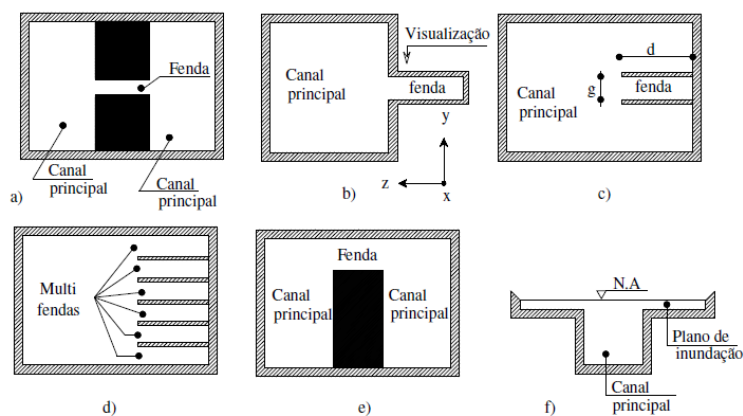 Fenda
Canal
principal
Canal
principal
a)
Visualização
Canal
principal
fenda
y
z
x
b)
d
g
fenda
Canal
principal
c)
Multi
fendas
d)
Fenda
Canal
principal
Canal
principal
e)
N.A
Plano de
inundação
Canal
principal
f)